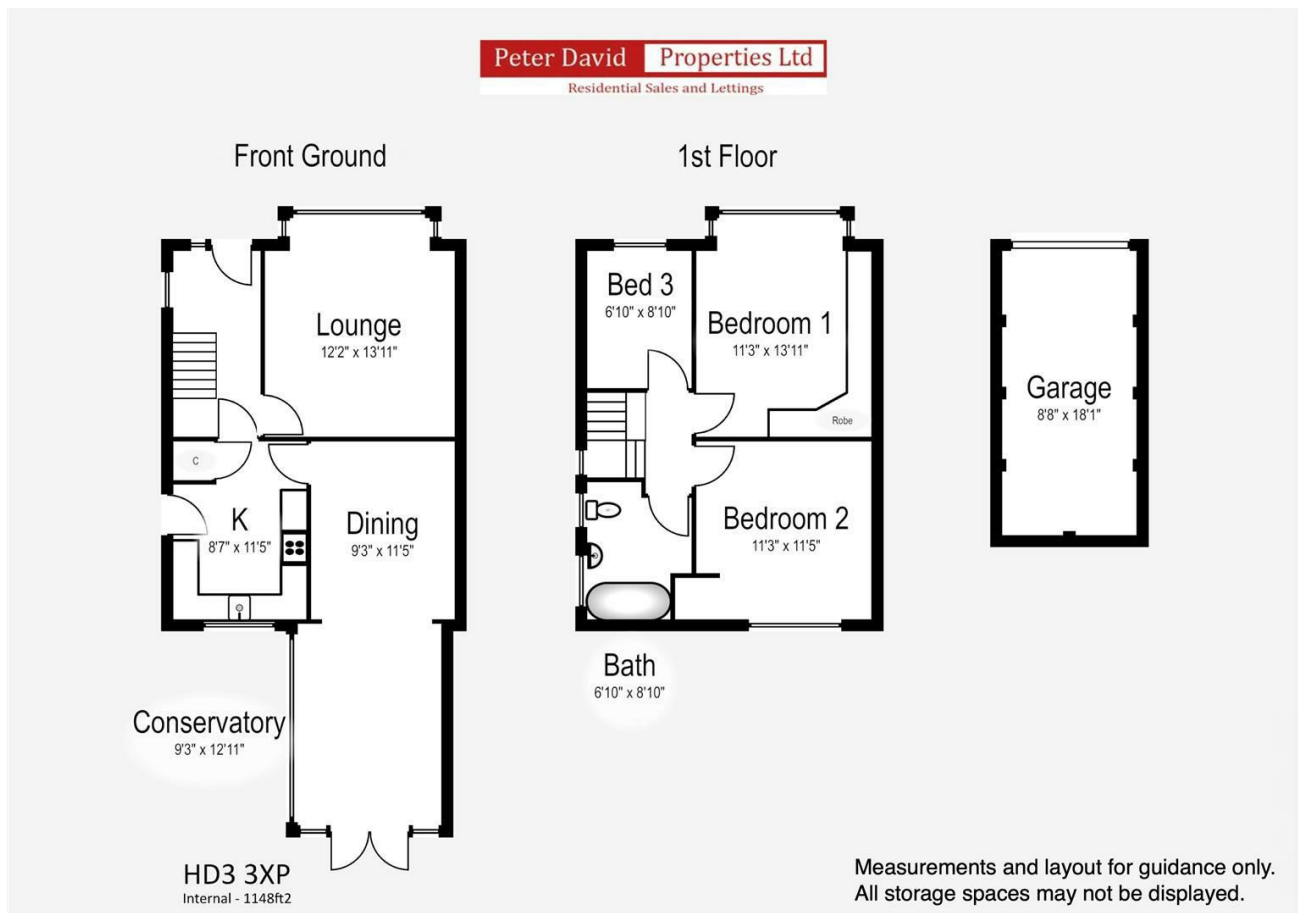 Peter David Properties Ltd
Residential Sales and Lettings
Front Ground
1st Floor
Lounge
12'2" x 13'11"
C
K
8'7" x 11'5"
Dining
9'3" x 11'5"
Conservatory
9'3" x 12'11"
Bed 3
6'10" x 8'10"
Bedroom 1
11'3" x 13'11"
Robe
Bedroom 2
11'3" x 11'5"
Bath
6'10" x 8'10"
Garage
8'8" x 18'1"
HD3 3XP
Internal - 1148ft2
Measurements and layout for guidance only.
All storage spaces may not be displayed.